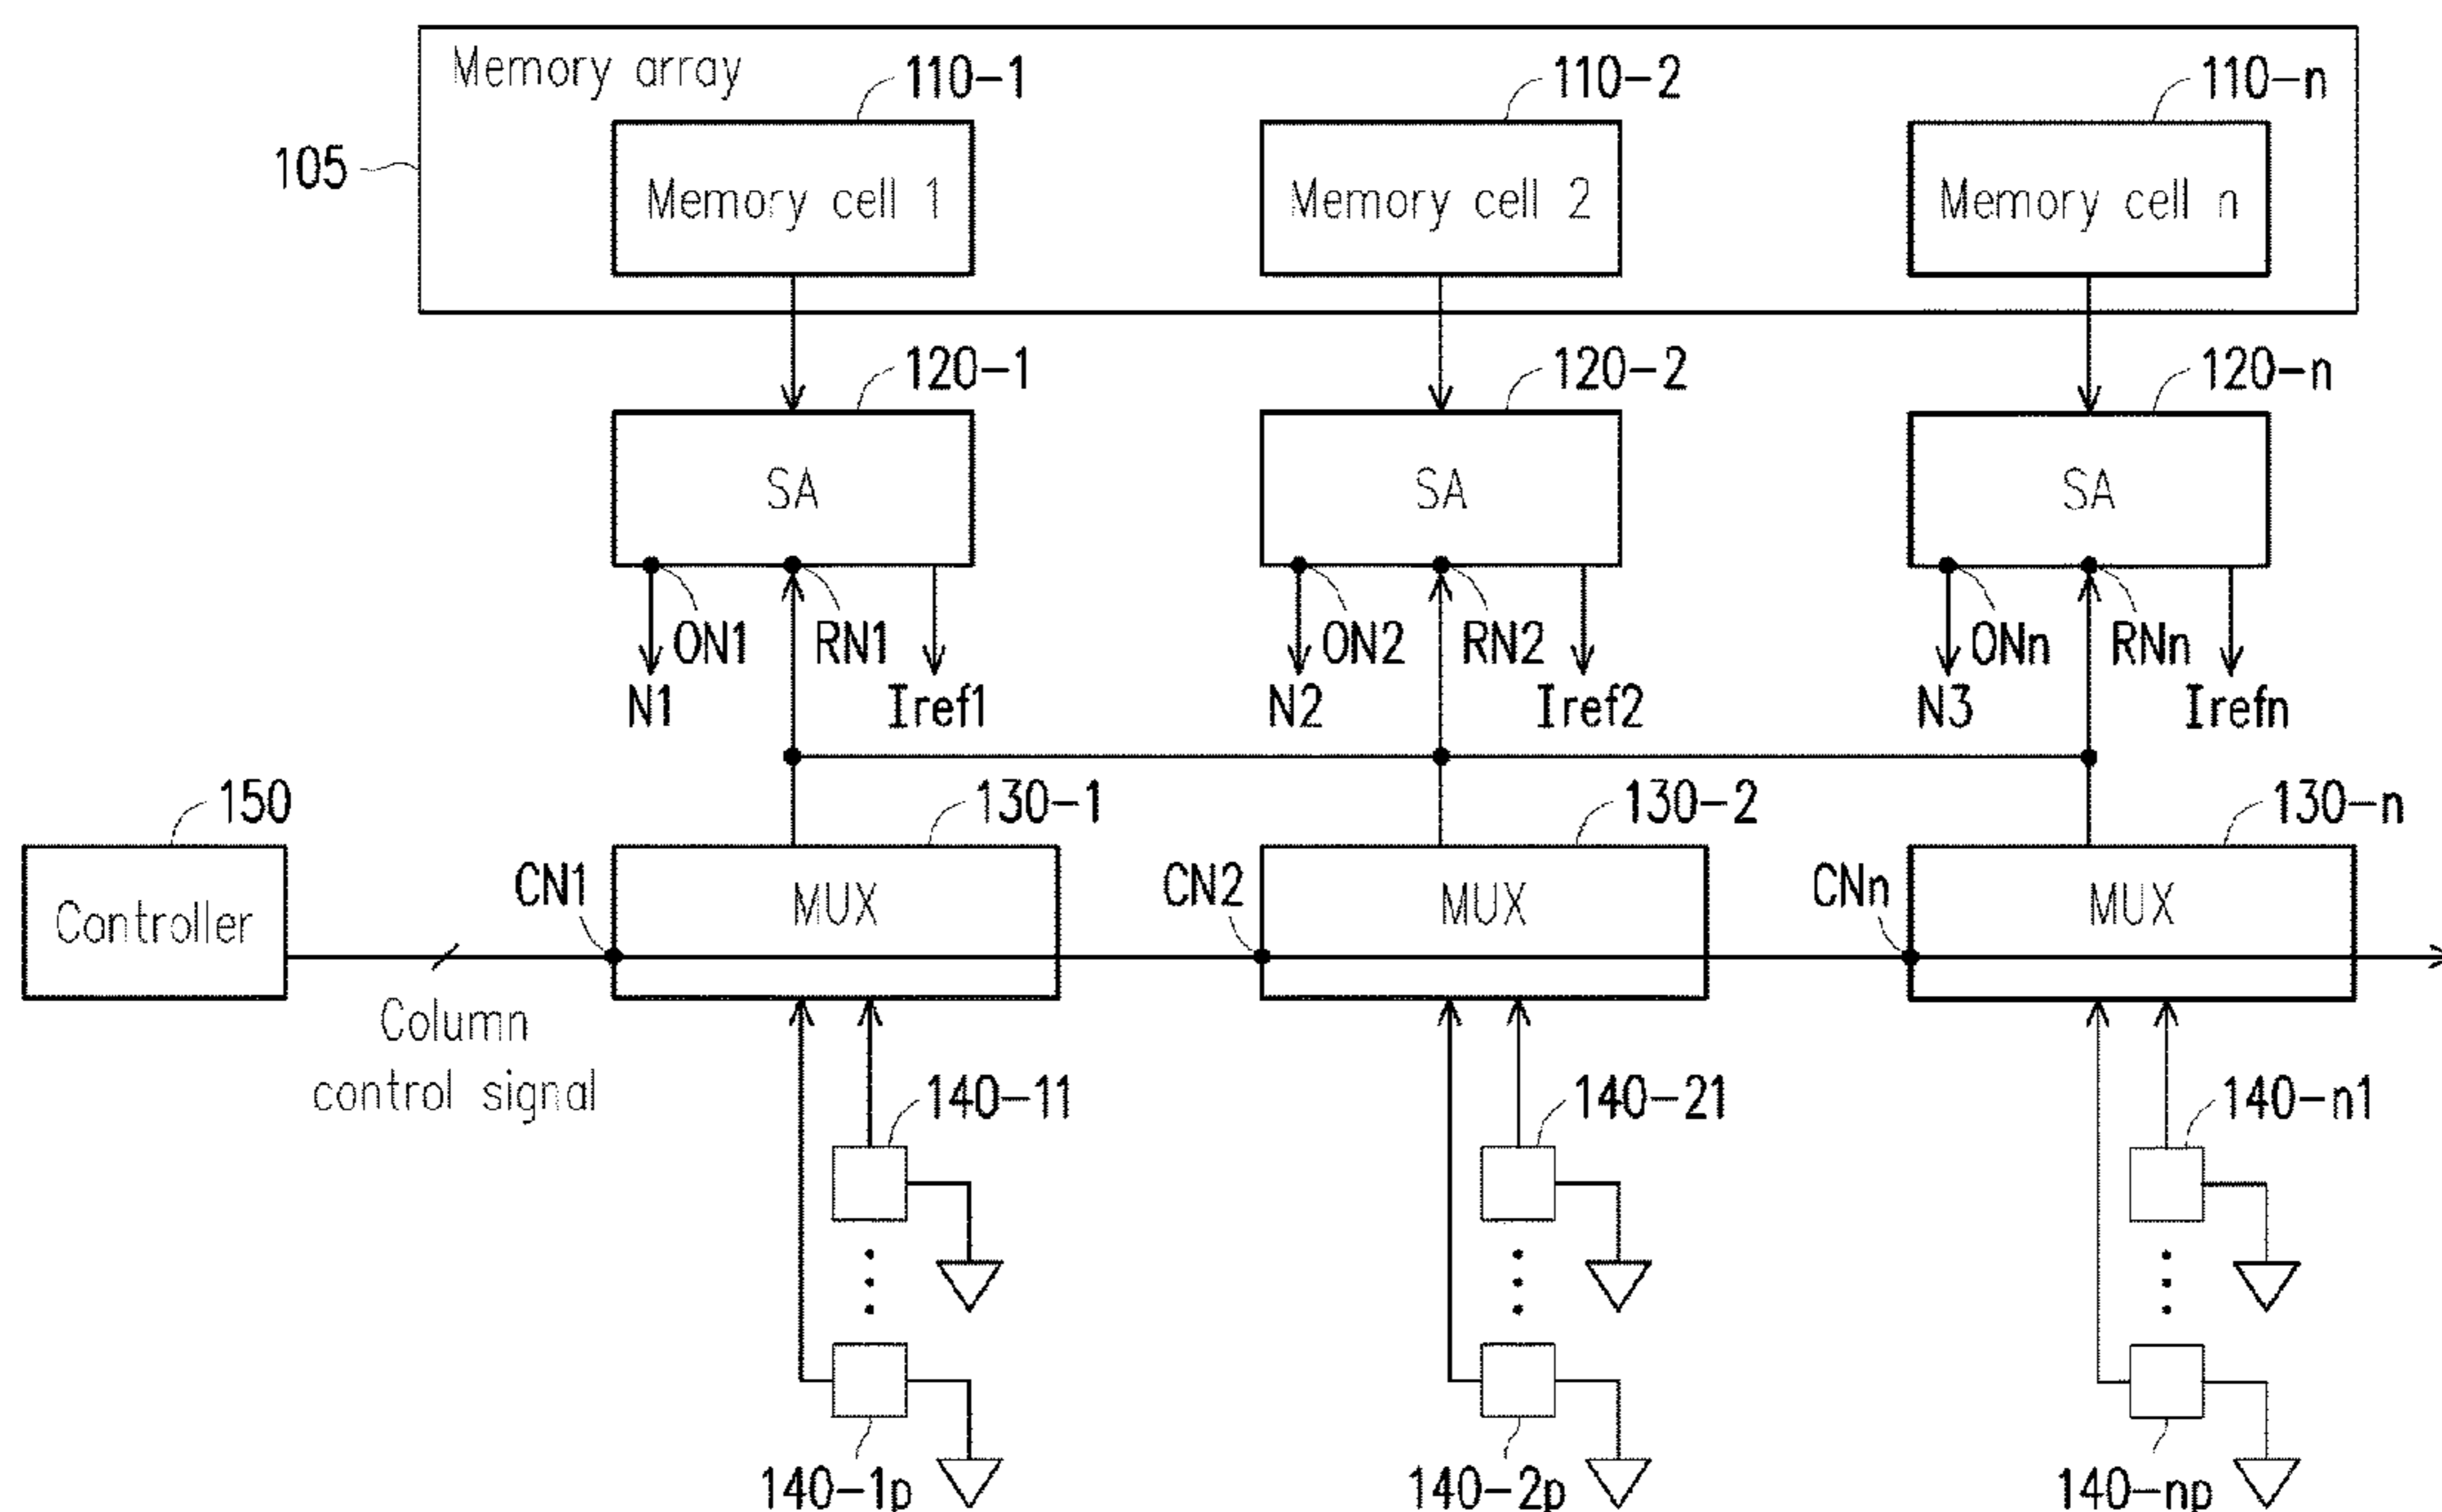 Memory array
110-1
110-2
110-n
105
Memory cell 1
Memory cell 2
Memory cell n
120-1
120-2
120-n
SA
SA
SA
ON1
RN1
ON2
RN2
ONn
RNn
N1
Iref1
N2
Iref2
N3
Irefn
150
130-1
130-2
130-n
CN1
MUX
CN2
MUX
CNn
MUX
Controller
Column
control signal
140-11
140-21
140-n1
140-1p
140-2p
140-np